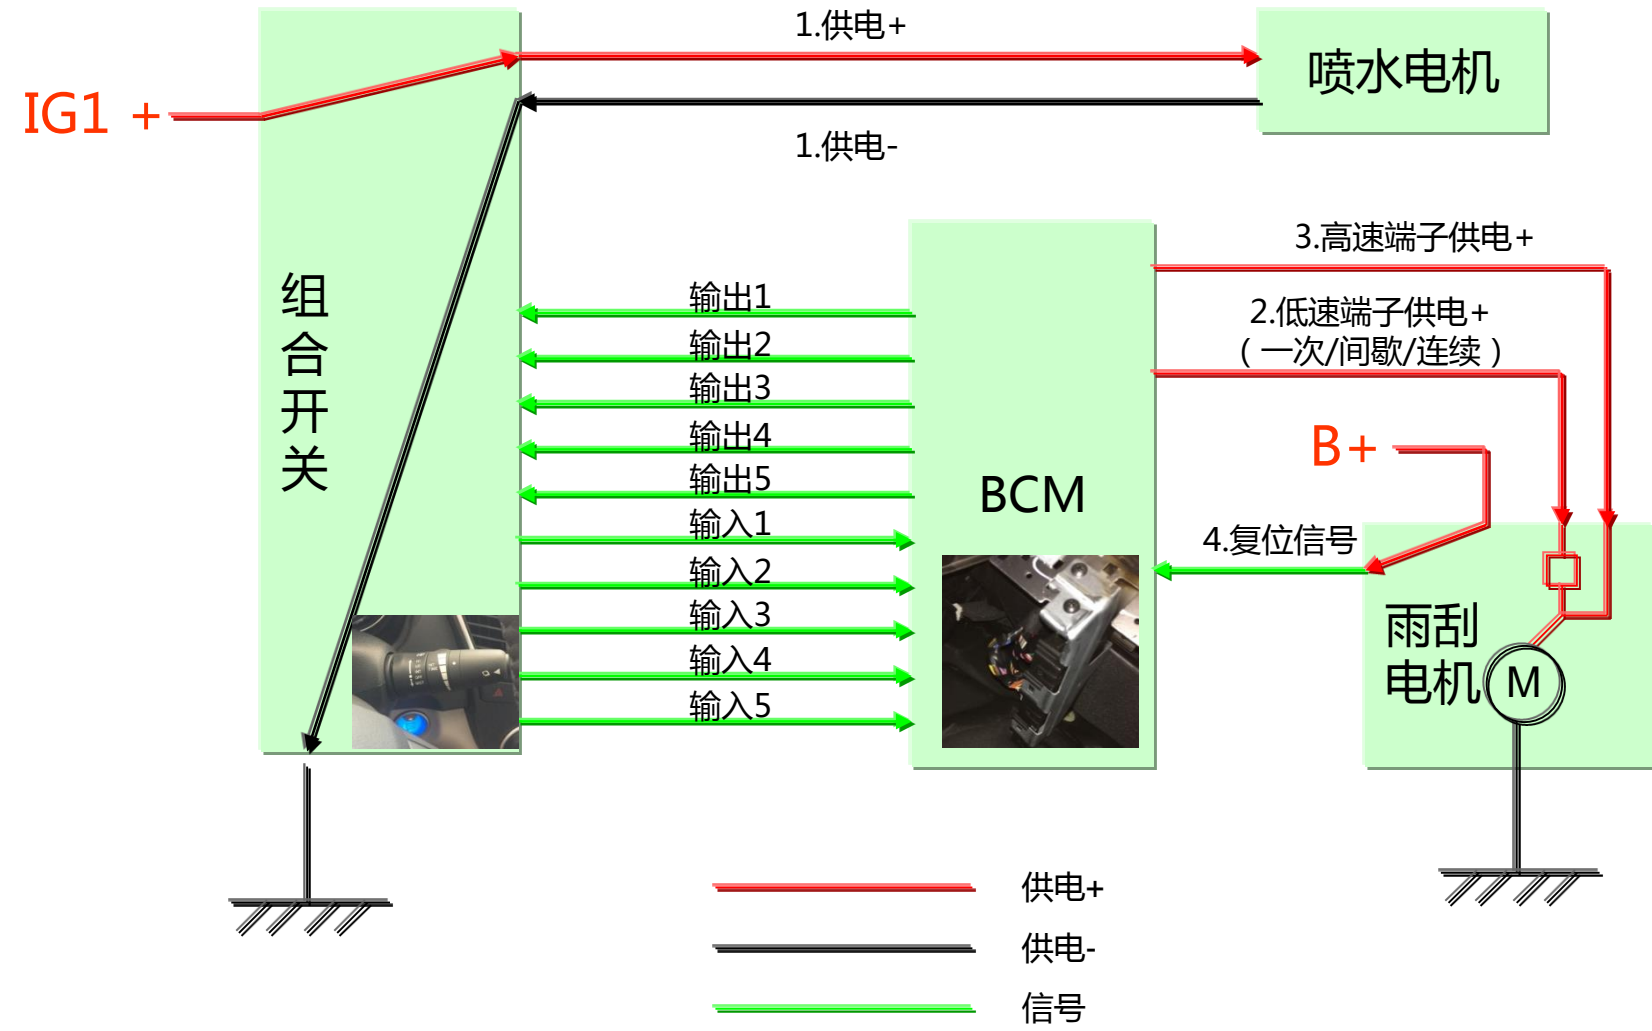 1.供电+
喷水电机
IG1 +
1.供电-
3.高速端子供电+
2.低速端子供电+
（一次/间歇/连续）
组
合
开
关
输出1
输出2
输出3
输出4
输出5
输入1
输入2
输入3
输入4
输入5
BCM
B+
4.复位信号
雨刮
电机
M
供电+
供电-
信号